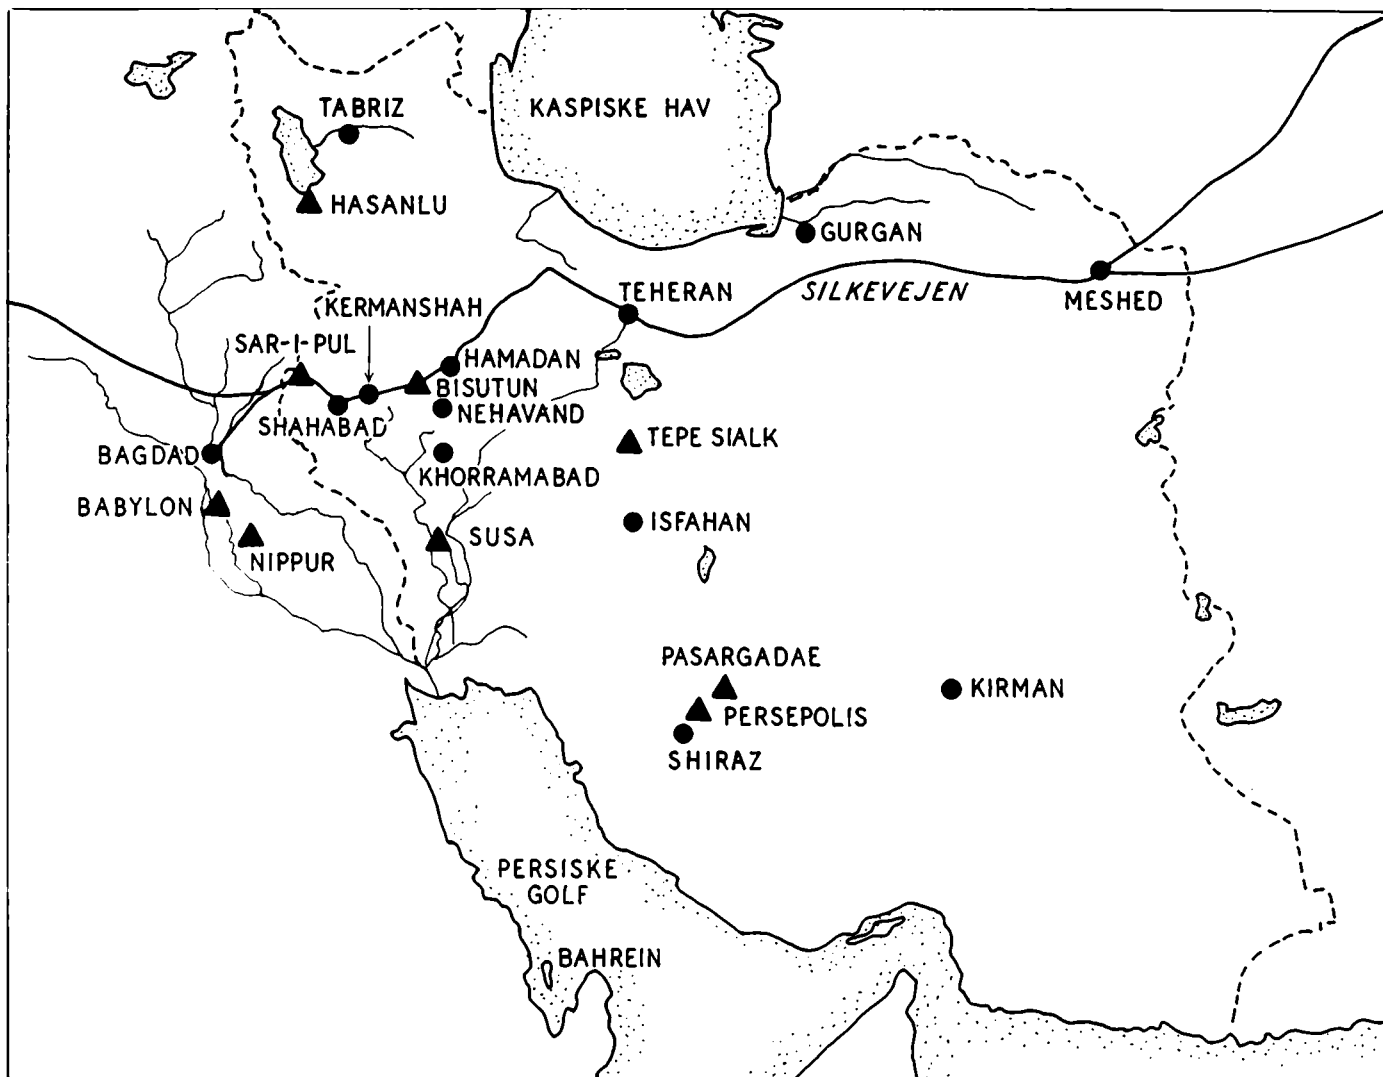 TABRIZ
KASPISKE HAV
HASANLU
GURGAN
TEHERAN
SILKEVEJEN
MESHED
KERMANSHAH
SAR-I-PUL
HAMADAN
BISUTUN
NEHAVAND
SHAHABAD
TEPE SIALK
BAGDAD
KHORRAMABAD
BABYLON
ISFAHAN
SUSA
NIPPUR
PASARGADAE
KIRMAN
PERSEPOLIS
SHIRAZ
PERSISKE
GOLF
BAHREIN